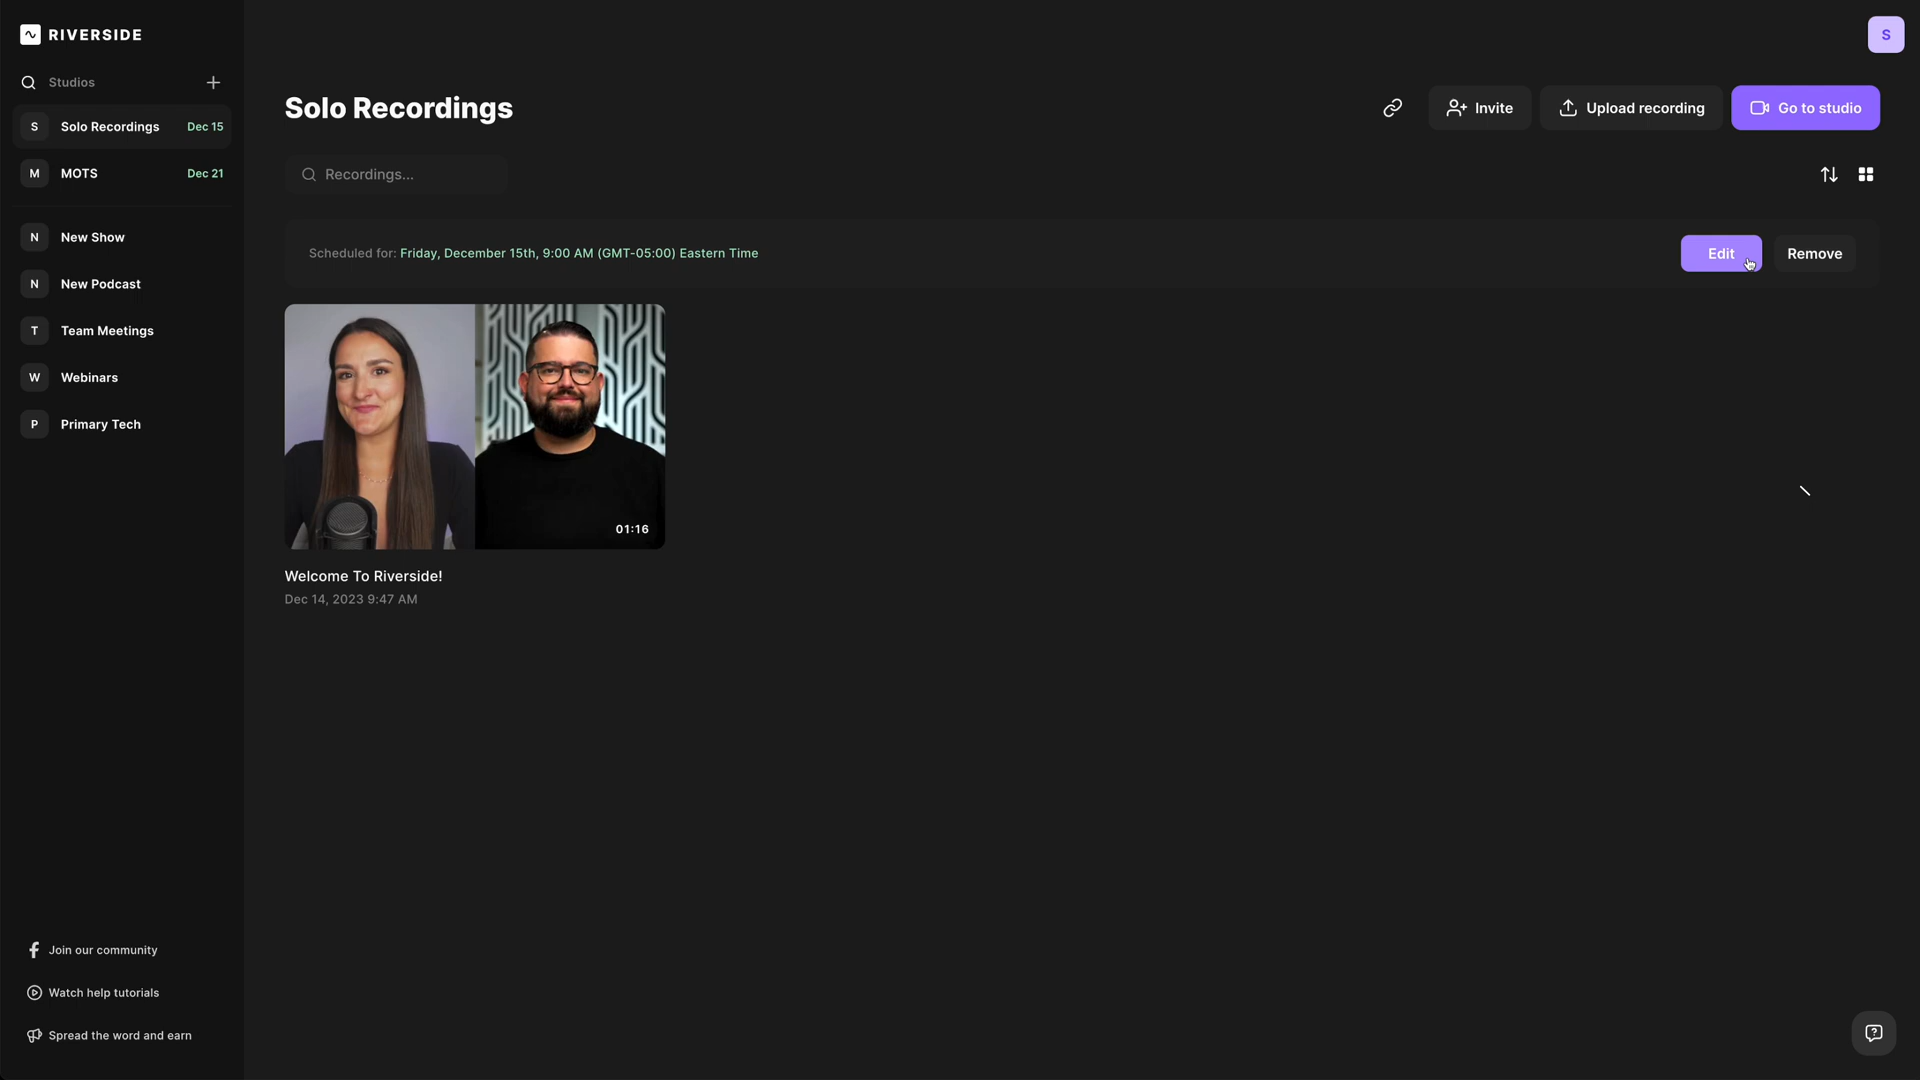 RIVERSIDE
S
Studios
Solo Recordings
Invite
Upload recording
Go to studio
S
Solo Recordings
Dec 15
M
MOTS
Dec 21
Recordings...
N
New Show
Scheduled for: Friday, December 15th, 9:00 AM (GMT-05:00) Eastern Time
Edit
Remove
N
New Podcast
T
Team Meetings
W
Webinars
P
Primary Tech
01:16
Welcome To Riverside!
Dec 14, 2023 9:47 AM
Join our community
Watch help tutorials
Spread the word and earn